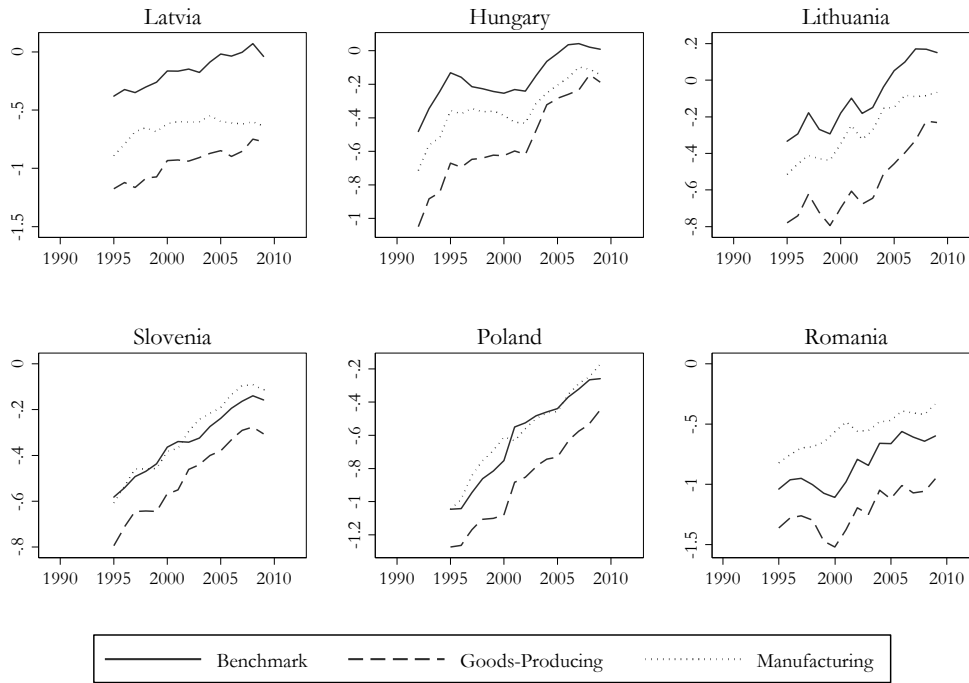 Latvia
0
-.5
-1
-1.5
1990 1995 2000 2005 2010
Hungary
0
-.2
-.4
-.6
-.8
-1
1990 1995 2000 2005 2010
Lithuania
.2
0
-.2
-.4
-.6
-.8
1990 1995 2000 2005 2010
Slovenia
0
-.2
-.4
-.6
-.8
1990 1995 2000 2005 2010
Poland
-.2
-.4
-.6
-.8
-1
-1.2
1990 1995 2000 2005 2010
Romania
0
-.5
-1
-1.5
1990 1995 2000 2005 2010
Benchmark Goods-Producing Manufacturing